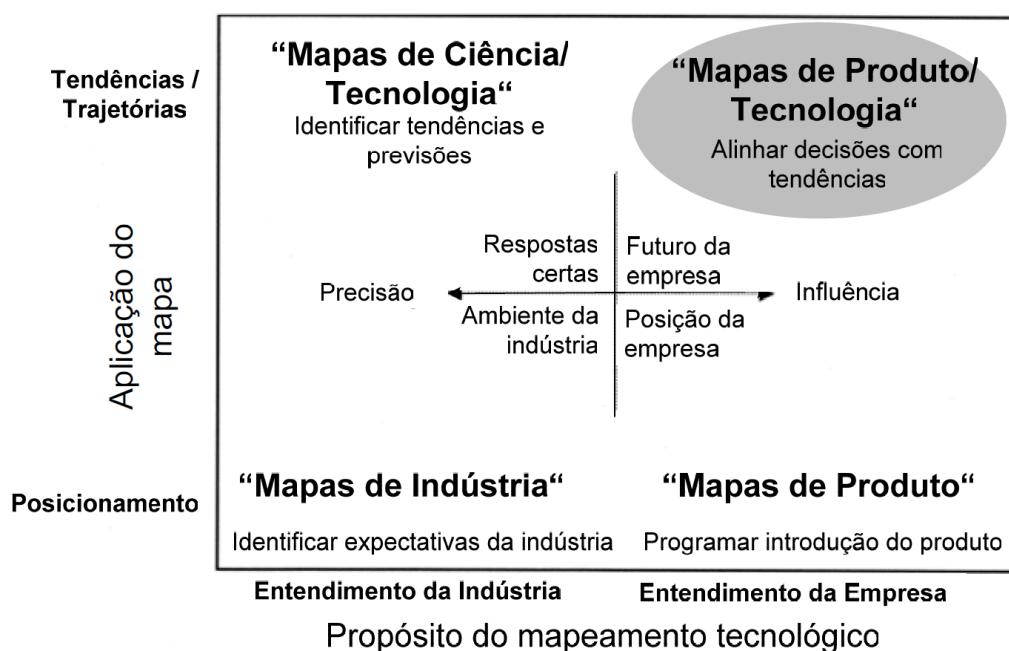 “Mapas de Ciência/
Tecnologia“
Identificar tendências e
previsões
“Mapas de Produto/
Tecnologia“
Alinhar decisões com
tendências
Tendências /
Trajetórias
Aplicação do
mapa
Posicionamento
Respostas
certas
Futuro da
empresa
Precisão
Influência
Ambiente da
indústria
Posição da
empresa
“Mapas de Indústria“
Identificar expectativas da indústria
“Mapas de Produto“
Programar introdução do produto
Entendimento da Indústria
Entendimento da Empresa
Propósito do mapeamento tecnológico